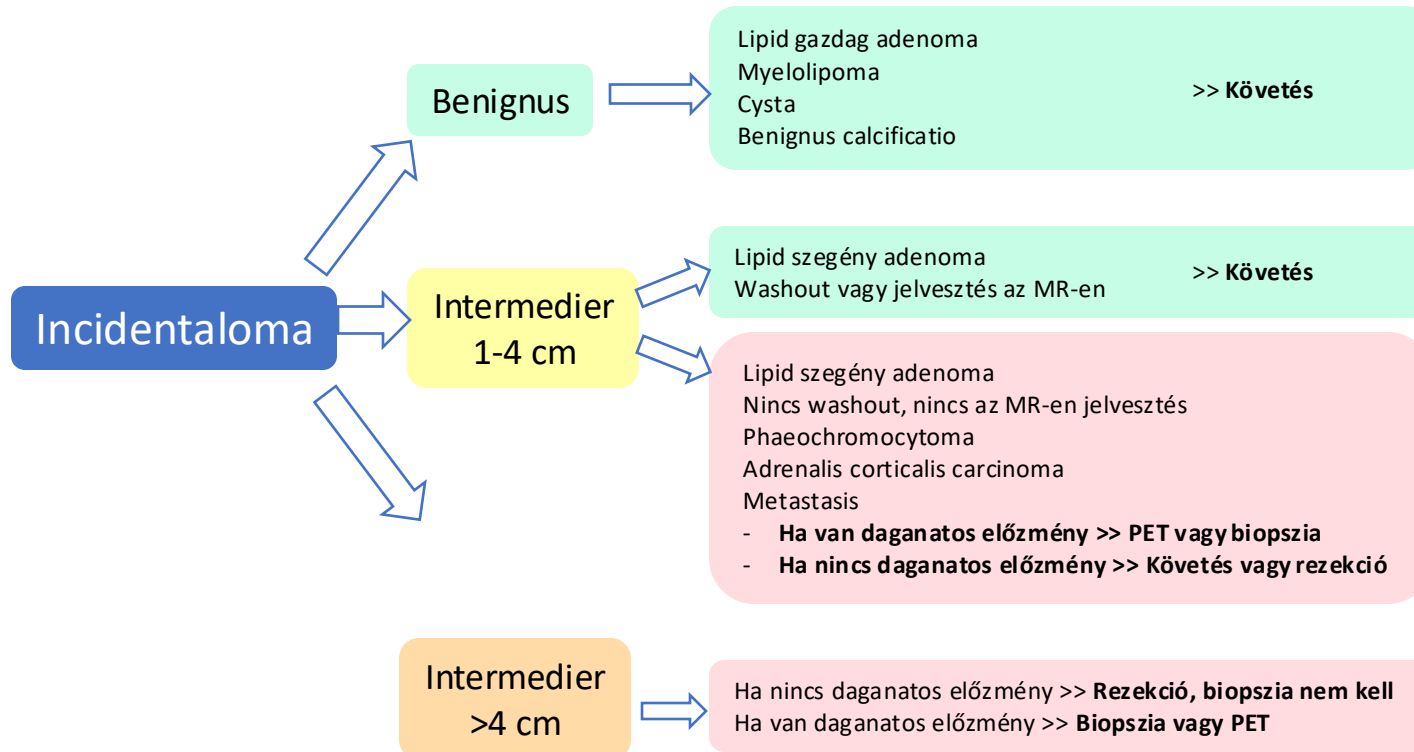 Incidentaloma
Benignus
Lipid gazdag adenoma
Myelolipoma
Cysta
Benignus calcificatio
>> Követés
Intermedier
1-4 cm
Lipid szegény adenoma
Washout vagy jelvesztés az MR-en
>> Követés
Lipid szegény adenoma
Nincs washout, nincs az MR-en jelvesztés
Phaeochromocytoma
Adrenalis corticalis carcinoma
Metastasis
- Ha van daganatos előzmény >> PET vagy biopszia
- Ha nincs daganatos előzmény >> Követés vagy rezekció
Intermedier
>4 cm
Ha nincs daganatos előzmény >> Rezekció, biopszia nem kell
Ha van daganatos előzmény >> Biopszia vagy PET